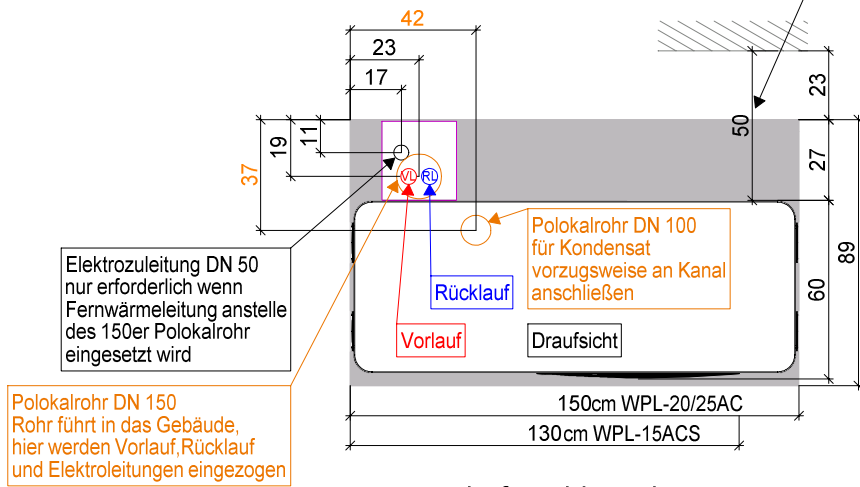 42
23
17
11
19
37
50
23
27
60
89
VL
RL
Elektrozuleitung DN 50
nur erforderlich wenn
Fernwärmeleitung anstelle
des 150er Polokalrohr
eingesetzt wird
Polokalrohr DN 100
für Kondensat
vorzugsweise an Kanal
anschließen
Rücklauf
Vorlauf
Draufsicht
Polokalrohr DN 150
Rohr führt in das Gebäude,
hier werden Vorlauf,Rücklauf
und Elektroleitungen eingezogen
150cm WPL-20/25AC
130cm WPL-15ACS